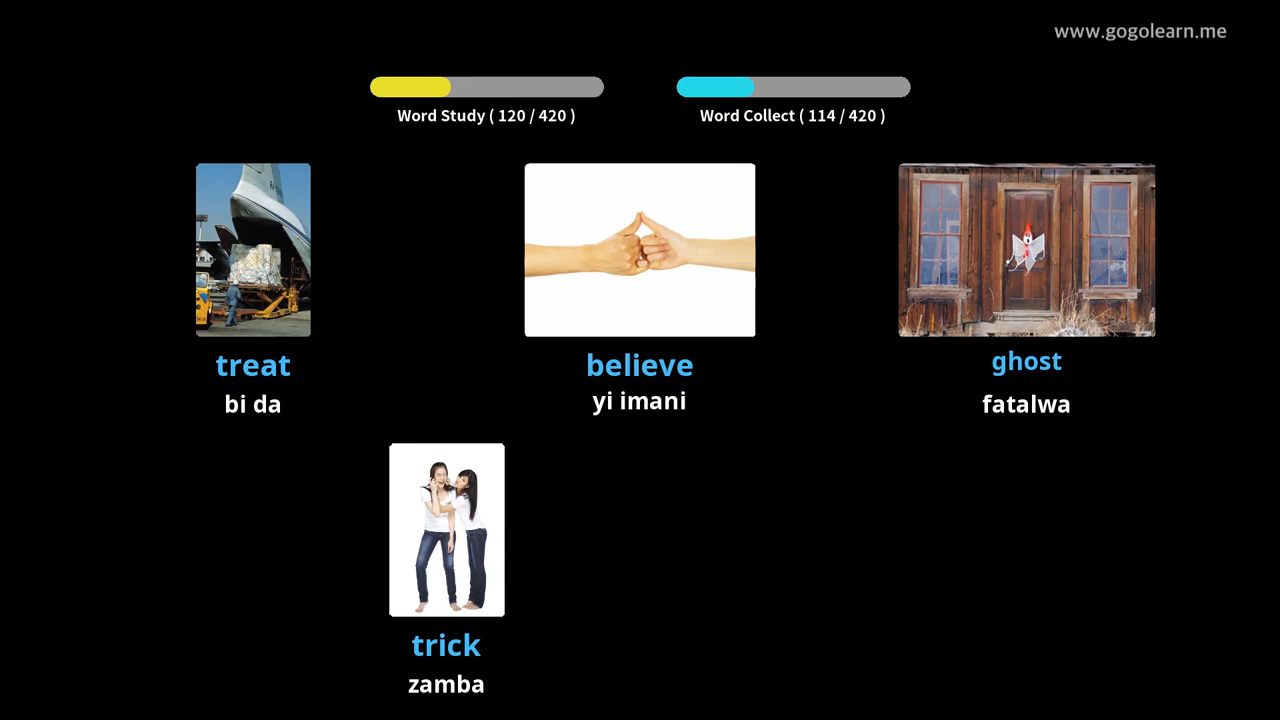 www.gogolearn.me
Word Study ( 120 / 420 )
Word Collect ( 114 / 420 )
treat
bi da
believe
yi imani
ghost
fatalwa
trick
zamba